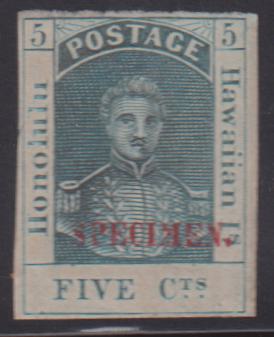 5 POSTAGE 5
Honolulu
Hawaiian Is.
SPECIMEN.
FIVE Cts.